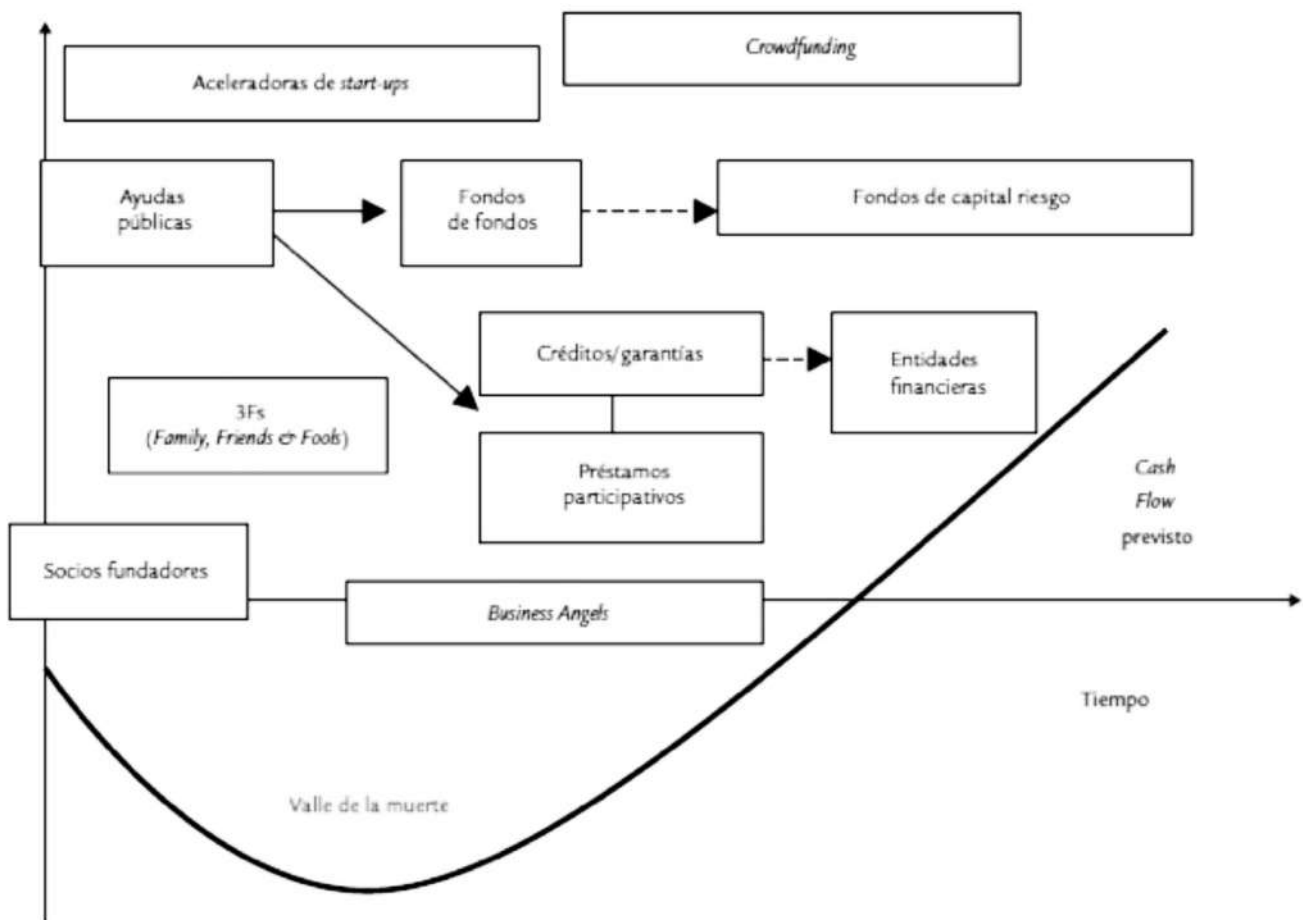 Crowdfunding
Aceleradoras de start-ups
Ayudas
públicas
Fondos
de fondos
Fondos de capital riesgo
Créditos/garantías
Entidades
financieras
3Fs
(Family, Friends & Fools)
Préstamos
participativos
Cash
Flow
previsto
Socios fundadores
Business Angels
Tiempo
Valle de la muerte